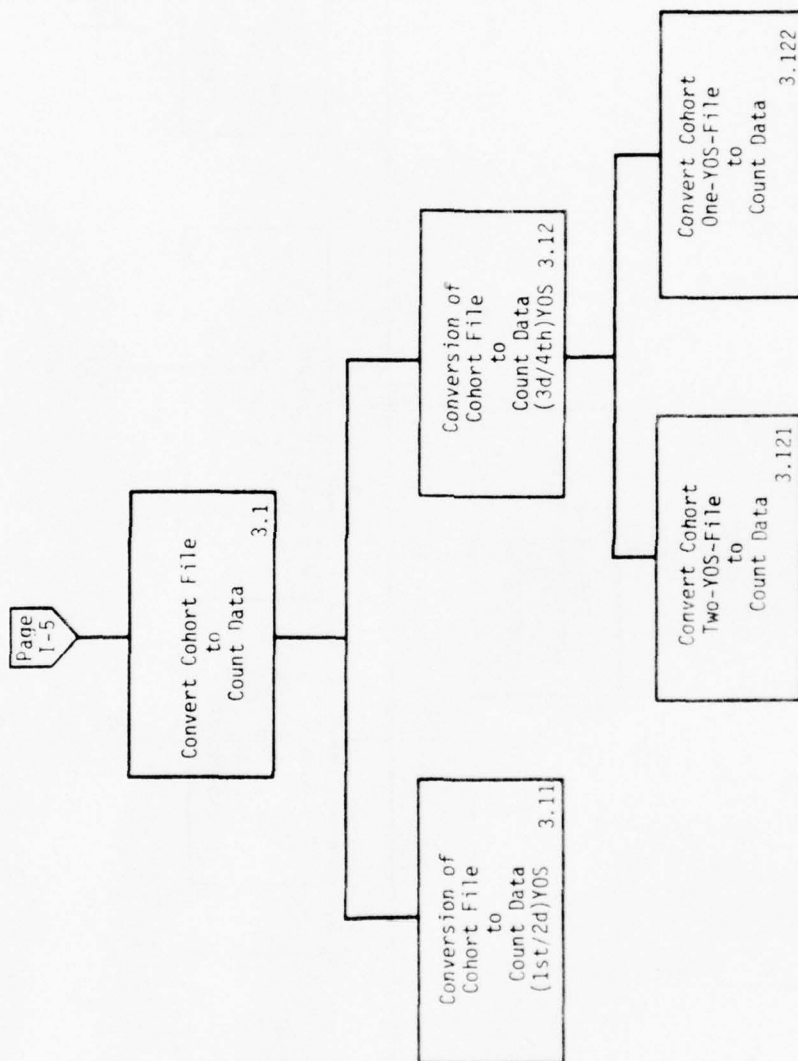 Page
I-5
Convert Cohort File
to
Count Data
3.1
Conversion of
Cohort File
to
Count Data
(1st/2d)YOS
3.11
Conversion of
Cohort File
to
Count Data
(3d/4th)YOS 3.12
Convert Cohort
Two-YOS-File
to
Count Data
3.121
Convert Cohort
One-YOS-File
to
Count Data
3.122